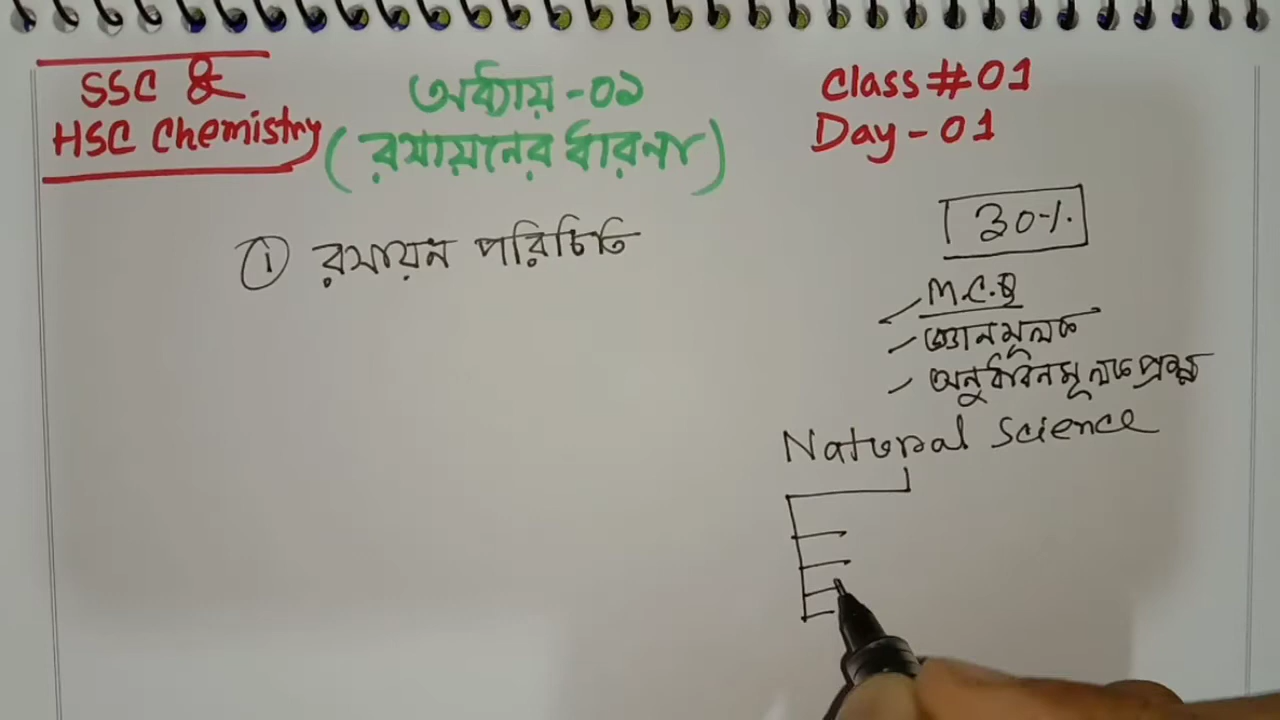 SSC &
HSC Chemistry
অধ্যায়-০১
(রসায়নের ধারনা)
Class#01
Day-01
① রসায়ন পরিচিতি
30%
M.C.Q
জ্ঞানমূলক
অনুধাবনমূলক প্রশ্ন
Natural Science